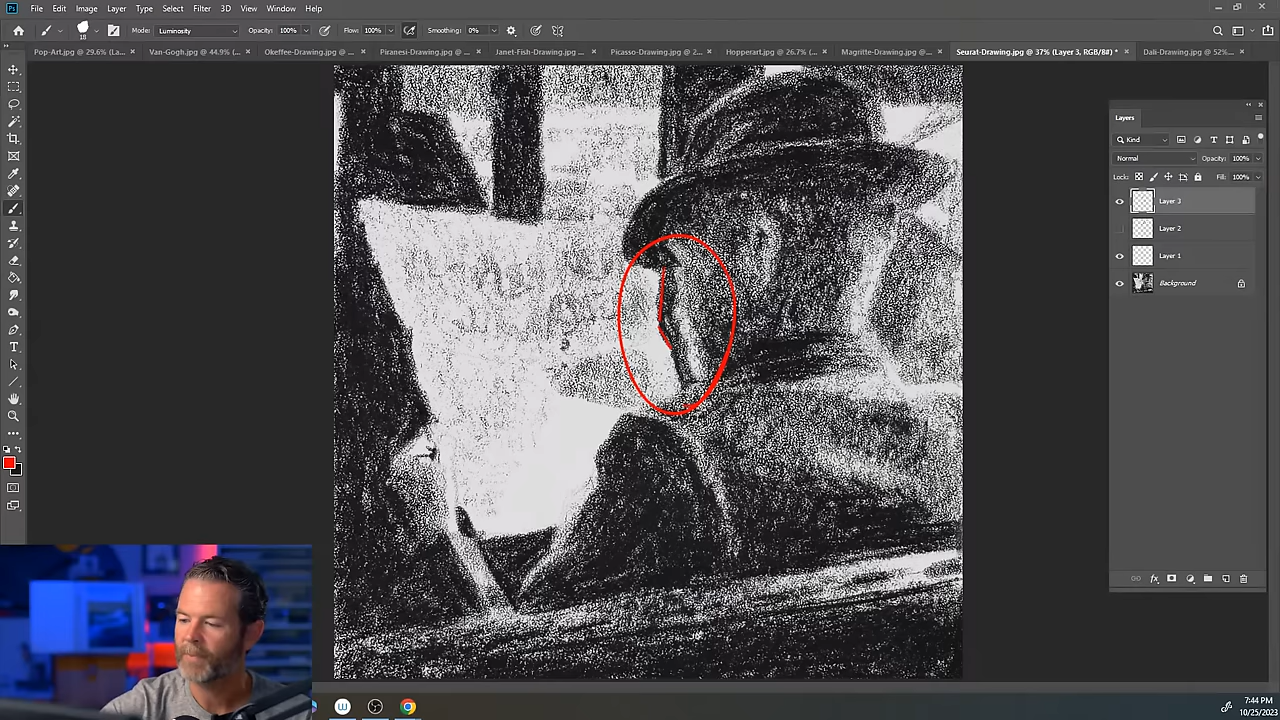 File Edit Image Layer Type Select Filter 3D View Window Help
Mode: Luminosity Opacity: 100% Flow: 100% Smoothing: 0%
Pop-Art.jpg @ 29.6% (La... × Van-Gogh.jpg @ 44.9% (... × Okeffee-Drawing.jpg @ ... × Piranesi-Drawing.jpg @ ... × Janet-Fish-Drawing.jpg ... × Picasso-Drawing.jpg @ 2... × Hopperart.jpg @ 26.7% (... × Magritte-Drawing.jpg @... × Seurat-Drawing.jpg @ 37% (Layer 3, RGB/8#) * × Dali-Drawing.jpg @ 52%... ×
Layers
Kind
Normal Opacity: 100%
Lock: Fill: 100%
Layer 3
Layer 2
Layer 1
Background
7:44 PM
10/25/2023